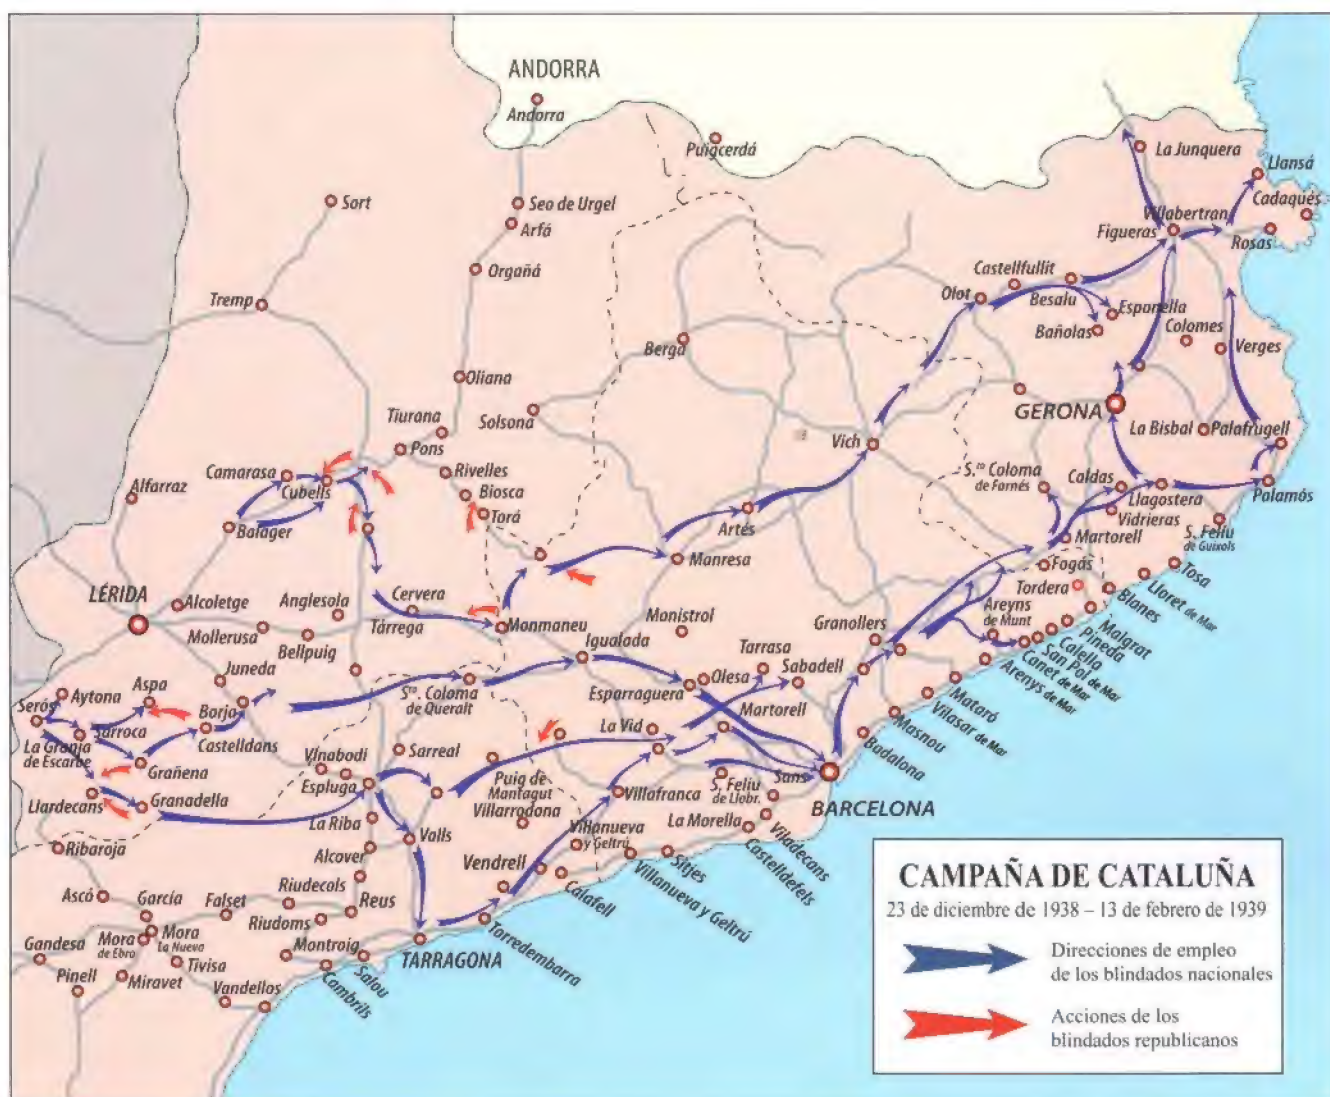 ANDORRA
Andorra
Puigcerdá
La Junquera
Llansá
Cadaqués
Villabertran
Figueras
Rosas
Sort
Seo de Urgel
Arfá
Orgañá
Tremp
Castellfullit
Olot
Besalu
Esponella
Bañolas
Colomes
Verges
Berga
Oliana
Solsona
Tiurana
Pons
GERONA
La Bisbal
Palafrugell
Vich
Camarasa
Cubells
Rivelles
Biosca
Torá
Alfarraz
Balager
S.ta Coloma
de Farnés
Caldas
Llagostera
Vidrieras
Palamós
S. Feliu
de Guixols
Artés
Manresa
Martorell
Fogás
Tordera
Tosa
Lloret de Mar
Blanes
Malgrat
Pineda
Calella
San Pol de Mar
Canet de Mar
Arenys de Mar
Areyns
de Munt
LÉRIDA
Alcoletge
Anglesola
Cervera
Tárrega
Mollerusa
Bellpuig
Monmaneu
Monistrol
Granollers
Igualada
Tarrasa
Sabadell
Olesa
Esparraguera
Martorell
Juneda
Aytona
Aspa
Serós
Sarroca
Borja
Castelldans
La Granja
de Escarbe
Grañena
Sta. Coloma
de Queralt
La Vid
Mataró
Vilasar de Mar
Masnou
Badalona
Vinabodi
Sarreal
Espluga
Llardecans
Granadella
Puig de
Montagut
Villarrodona
Villafranca
S. Feliu
de Llobr.
Sans
BARCELONA
La Riba
Valls
La Morella
Viladecans
Castelldefels
Ribaroja
Alcover
Vendrell
Villanueva
y Geltrú
Sitjes
Villanueva y Geltrú
Calafell
Ascó
García
Falset
Riudecols
Reus
Riudoms
Torredembarra
Gandesa
Mora
de Ebro
Mora
La Nueva
Montroig
TARRAGONA
Tivisa
Salou
Pinell
Miravet
Vandellos
Cambrils
CAMPAÑA DE CATALUÑA
23 de diciembre de 1938 – 13 de febrero de 1939
Direcciones de empleo
de los blindados nacionales
Acciones de los
blindados republicanos